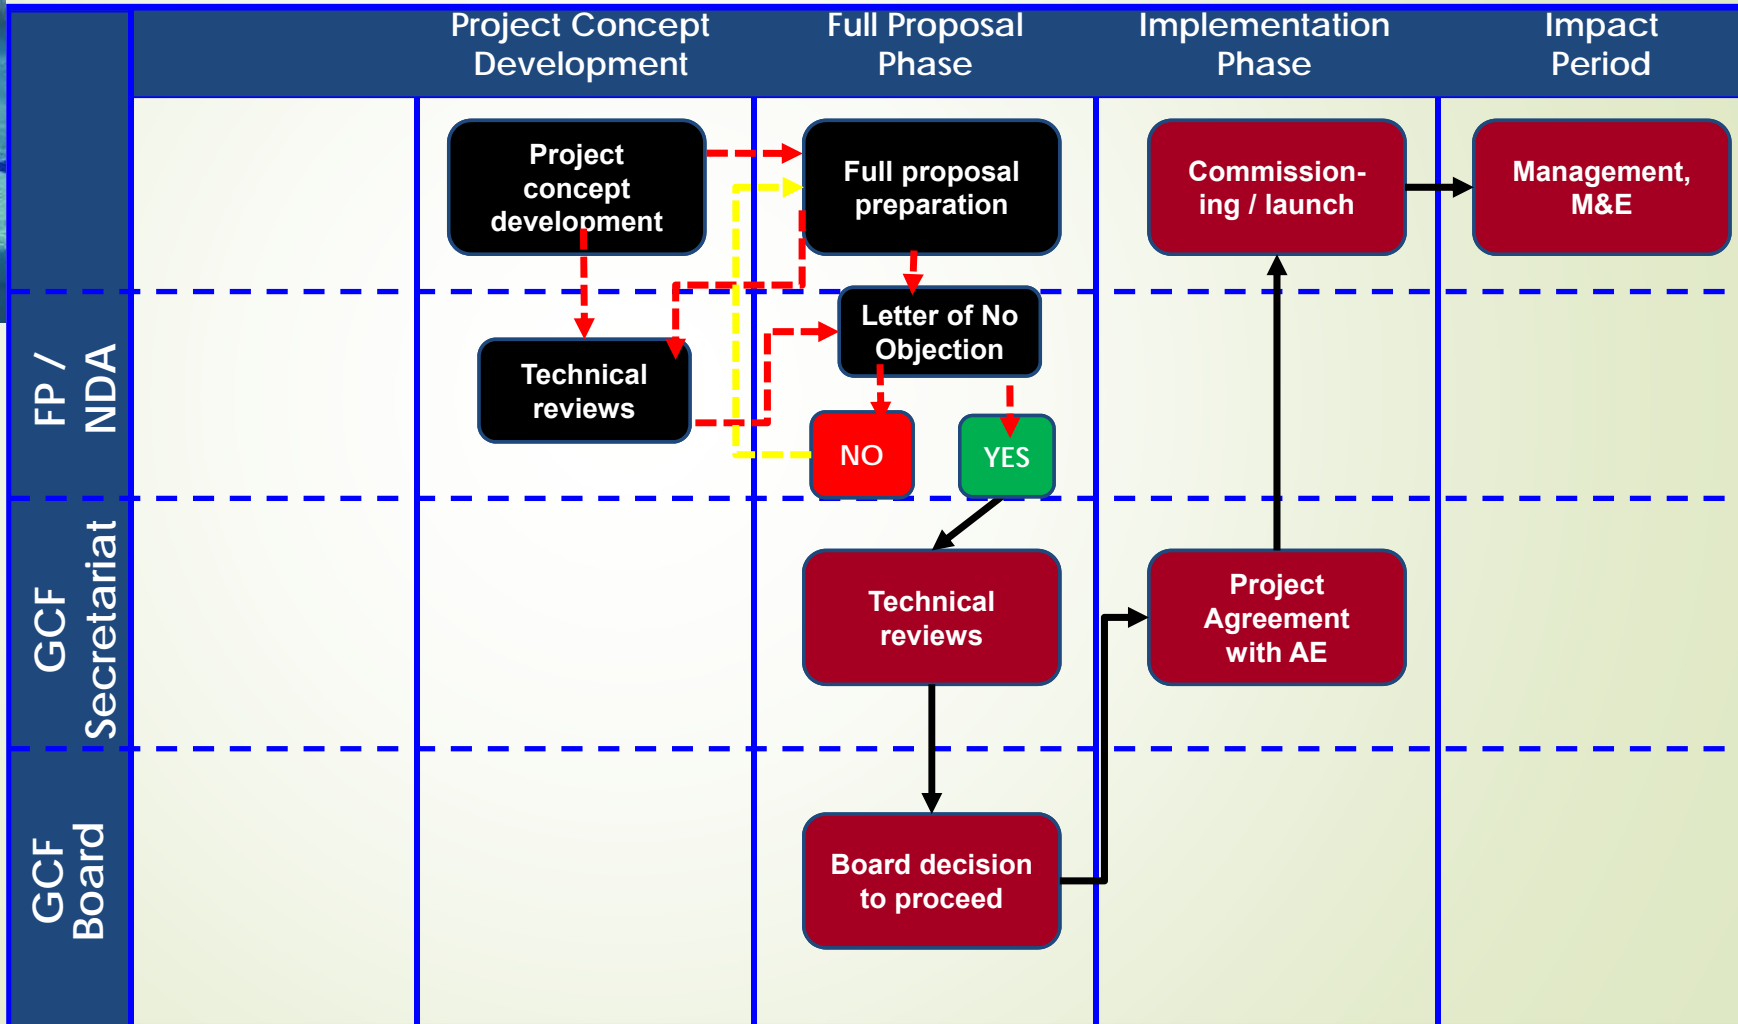 Project Concept
Development
Full Proposal
Phase
Implementation
Phase
Impact
Period
Project
concept
development
Full proposal
preparation
Commission-
ing / launch
Management,
M&E
FP /
NDA
Letter of No
Objection
Technical
reviews
NO
YES
GCF
Secretariat
Technical
reviews
Project
Agreement
with AE
GCF
Board
Board decision
to proceed